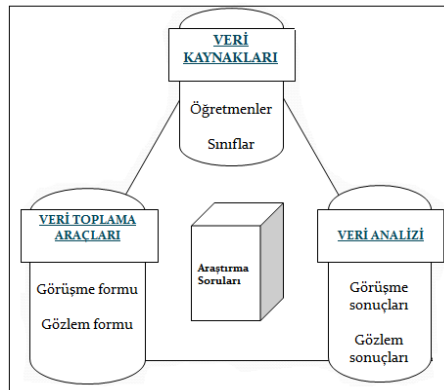 VERİ
KAYNAKLARI
Öğretmenler
Sınıflar
VERİ TOPLAMA
ARAÇLARI
Görüşme formu
Gözlem formu
Araştırma
Soruları
VERİ ANALİZİ
Görüşme
sonuçları
Gözlem
sonuçları